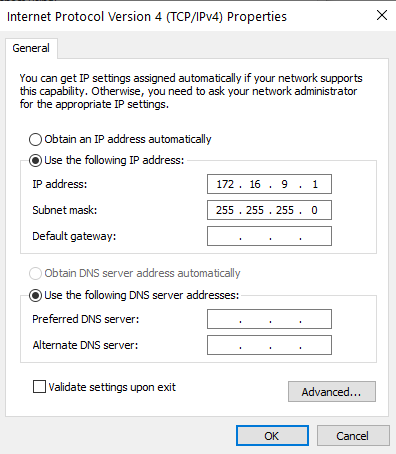 Internet Protocol Version 4 (TCP/IPv4) Properties
General
You can get IP settings assigned automatically if your network supports
this capability. Otherwise, you need to ask your network administrator
for the appropriate IP settings.
Obtain an IP address automatically
Use the following IP address:
IP address: 172 . 16 . 9 . 1
Subnet mask: 255 . 255 . 255 . 0
Default gateway: . . .
Obtain DNS server address automatically
Use the following DNS server addresses:
Preferred DNS server: . . .
Alternate DNS server: . . .
Validate settings upon exit
Advanced...
OK Cancel